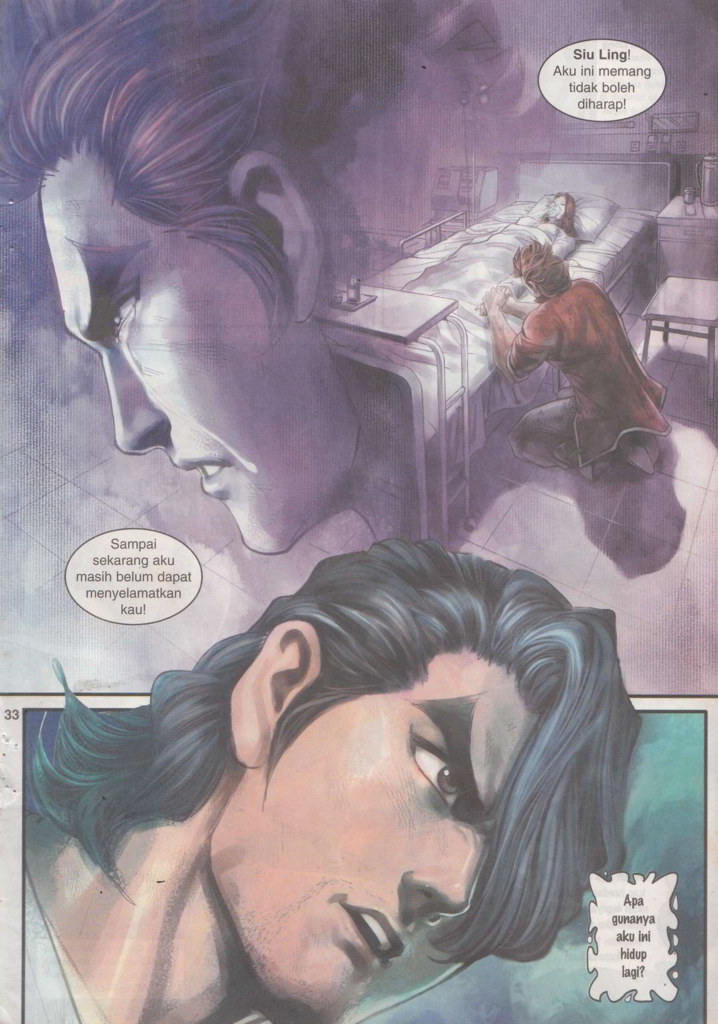 Siu Ling!
Aku ini memang
tidak boleh
diharap!
Sampai
sekarang aku
masih belum dapat
menyelamatkan
kau!
33
Apa
gunanya
aku ini
hidup
lagi?